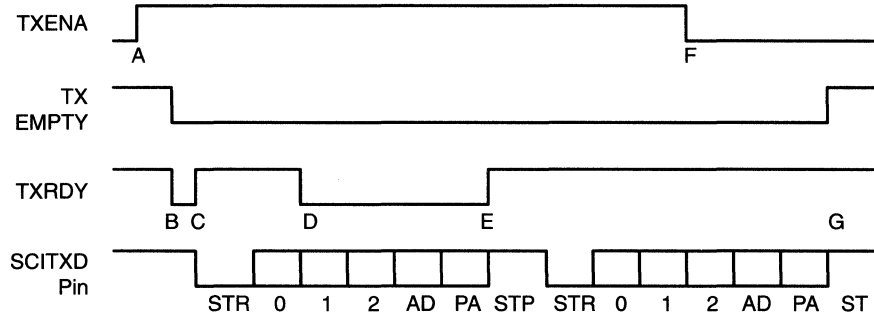 TXENA
A F
TX
EMPTY
TXRDY
B C D E G
SCITXD
Pin
STR 0 1 2 AD PA STP STR 0 1 2 AD PA ST